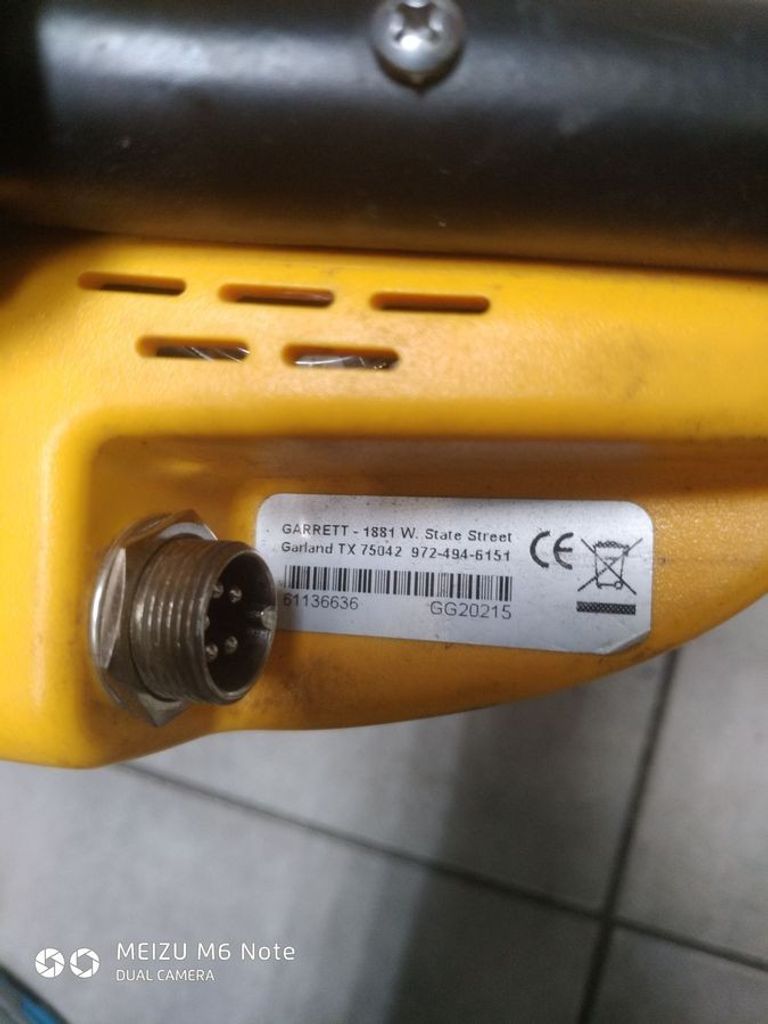 GARRETT - 1881 W. State Street
Garland TX 75042 972-494-6151
CE
61136636 GG20215
MEIZU M6 Note
DUAL CAMERA